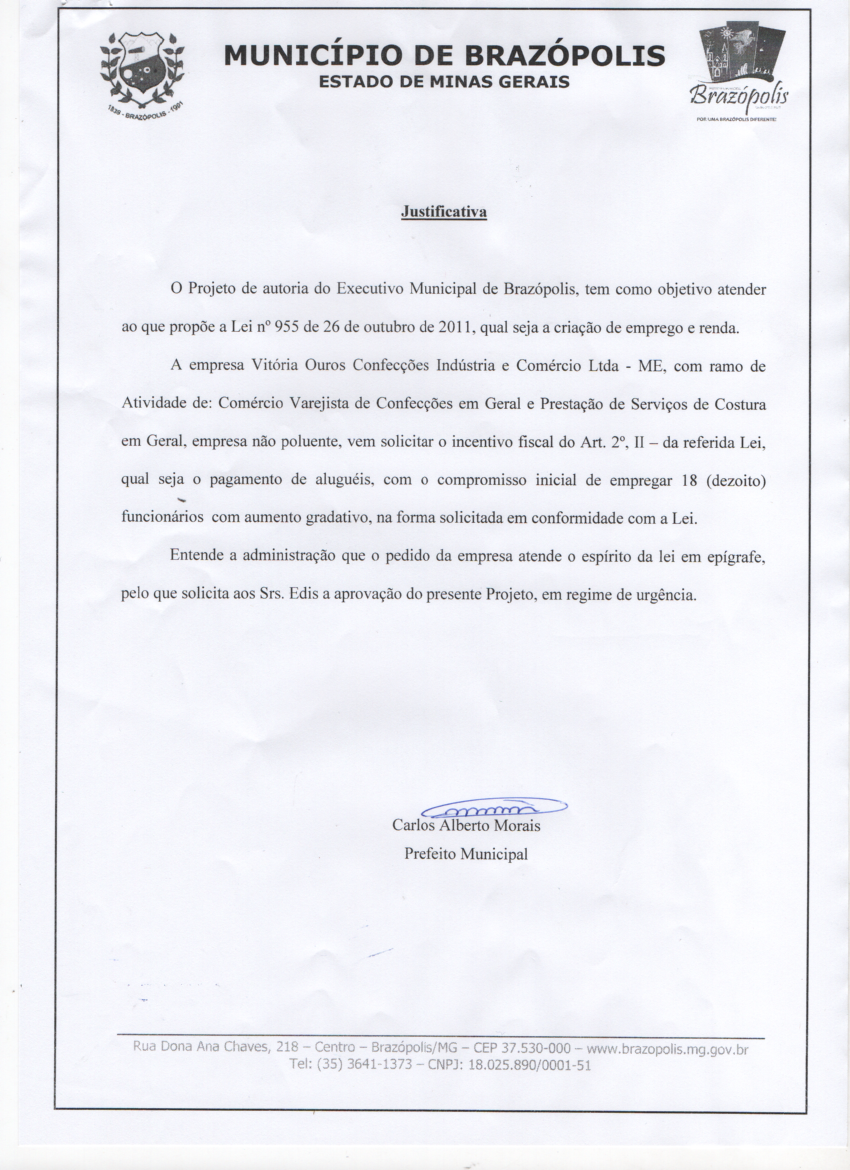 MUNICÍPIO DE BRAZÓPOLIS
ESTADO DE MINAS GERAIS
1839 - BRAZÓPOLIS - 1901
Brazópolis
POR UMA BRAZÓPOLIS DIFERENTE!
Justificativa
O Projeto de autoria do Executivo Municipal de Brazópolis, tem como objetivo atender
ao que propõe a Lei nº 955 de 26 de outubro de 2011, qual seja a criação de emprego e renda.
A empresa Vitória Ouros Confecções Indústria e Comércio Ltda - ME, com ramo de
Atividade de: Comércio Varejista de Confecções em Geral e Prestação de Serviços de Costura
em Geral, empresa não poluente, vem solicitar o incentivo fiscal do Art. 2º, II – da referida Lei,
qual seja o pagamento de aluguéis, com o compromisso inicial de empregar 18 (dezoito)
funcionários com aumento gradativo, na forma solicitada em conformidade com a Lei.
Entende a administração que o pedido da empresa atende o espírito da lei em epígrafe,
pelo que solicita aos Srs. Edis a aprovação do presente Projeto, em regime de urgência.
Carlos Alberto Morais
Prefeito Municipal
Rua Dona Ana Chaves, 218 – Centro – Brazópolis/MG – CEP 37.530-000 – www.brazopolis.mg.gov.br
Tel: (35) 3641-1373 – CNPJ: 18.025.890/0001-51